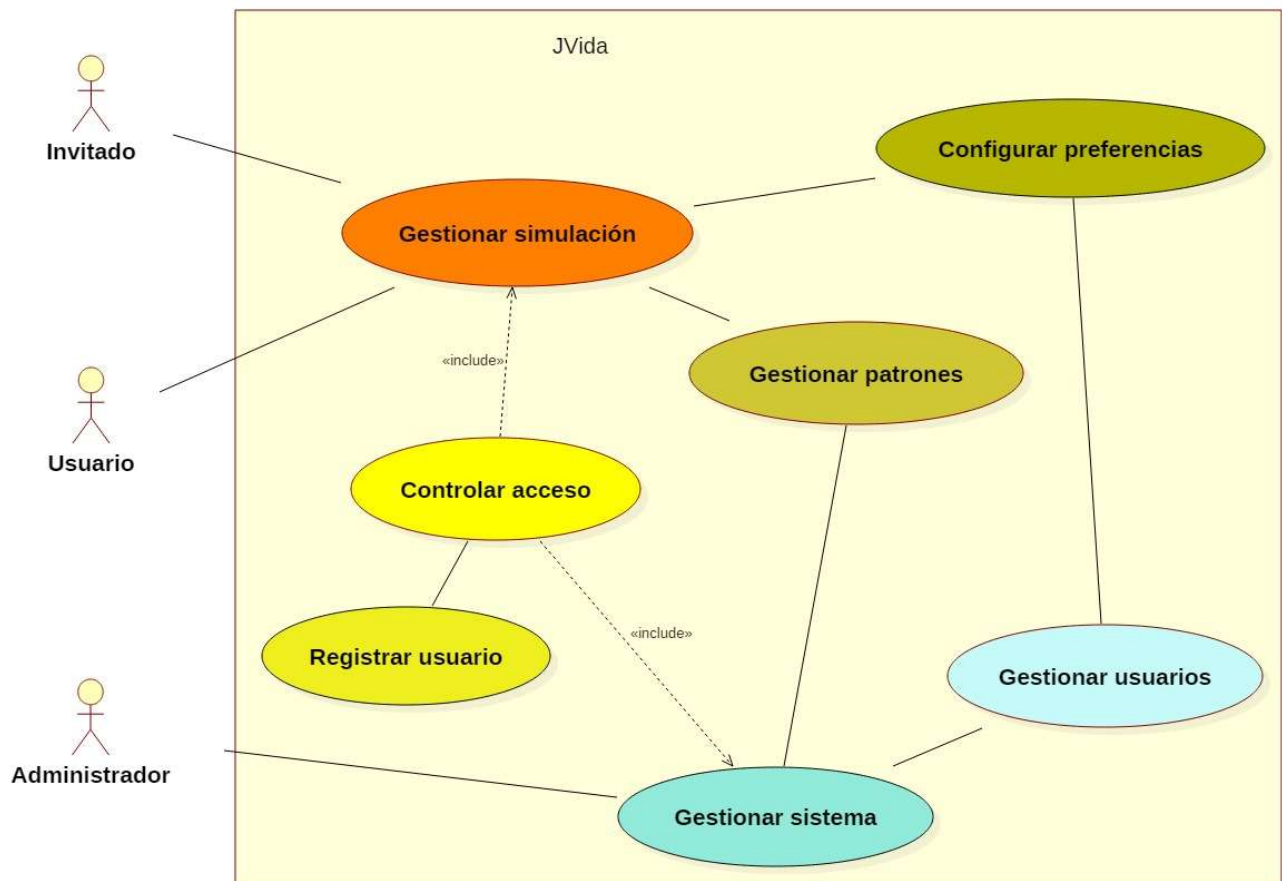 JVida
Invitado
Configurar preferencias
Gestionar simulación
«include»
Gestionar patrones
Usuario
Controlar acceso
«include»
Registrar usuario
Gestionar usuarios
Administrador
Gestionar sistema